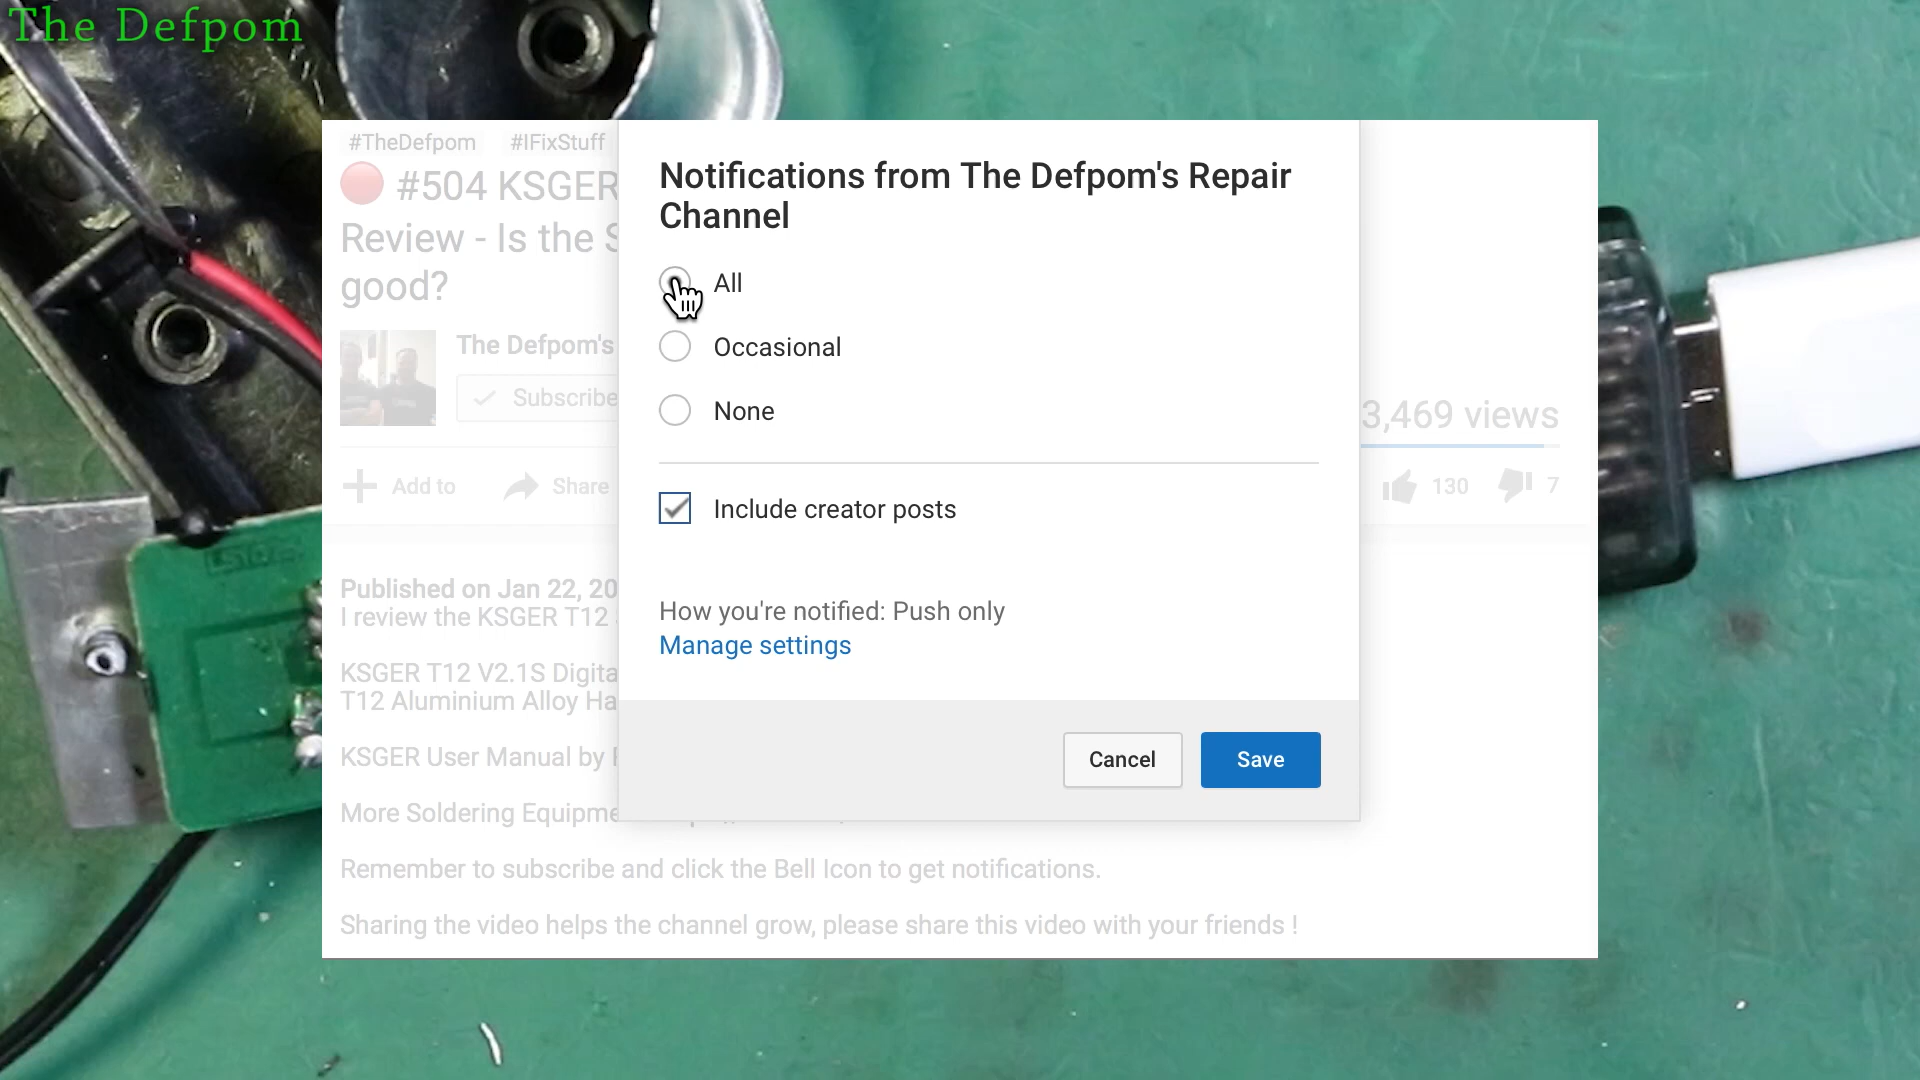 The Defpom
#TheDefpom #IFixStuff
#504 KSGER
Review - Is the S
good?
The Defpom's
Subscribe
3,469 views
Add to Share
130 7
Published on Jan 22, 20
I review the KSGER T12
KSGER T12 V2.1S Digita
T12 Aluminium Alloy Ha
KSGER User Manual by
More Soldering Equipme
Remember to subscribe and click the Bell Icon to get notifications.
Sharing the video helps the channel grow, please share this video with your friends !
Notifications from The Defpom's Repair
Channel
All
Occasional
None
Include creator posts
How you're notified: Push only
Manage settings
Cancel Save